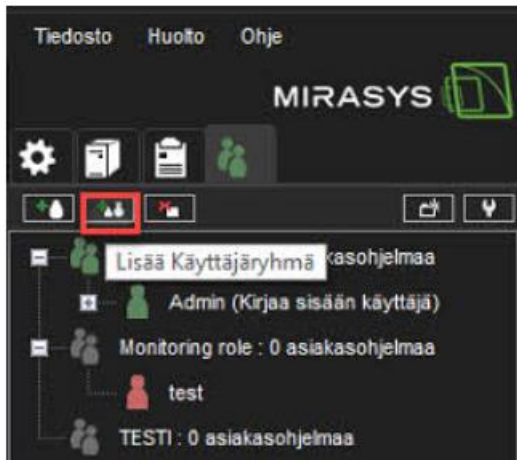 Tiedosto Huolto Ohje
MIRASYS
Lisää Käyttäjäryhmä kasohjelmaa
Admin (Kirjaa sisään käyttäjä)
Monitoring role : 0 asiakasohjelmaa
test
TESTI : 0 asiakasohjelmaa